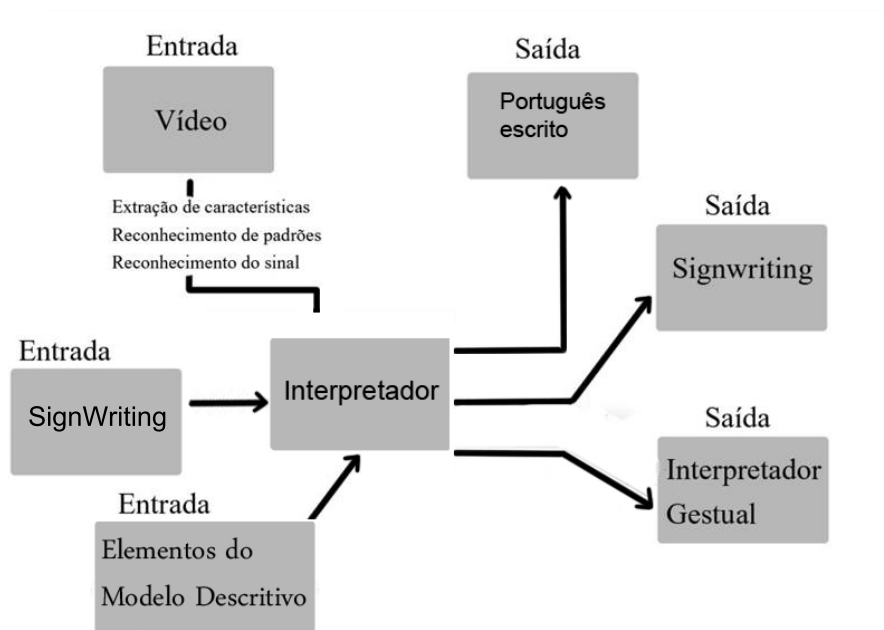 Entrada
Vídeo
Extração de características
Reconhecimento de padrões
Reconhecimento do sinal
Entrada
SignWriting
Entrada
Elementos do
Modelo Descritivo
Interpretador
Saída
Português
escrito
Saída
Signwriting
Saída
Interpretador
Gestual